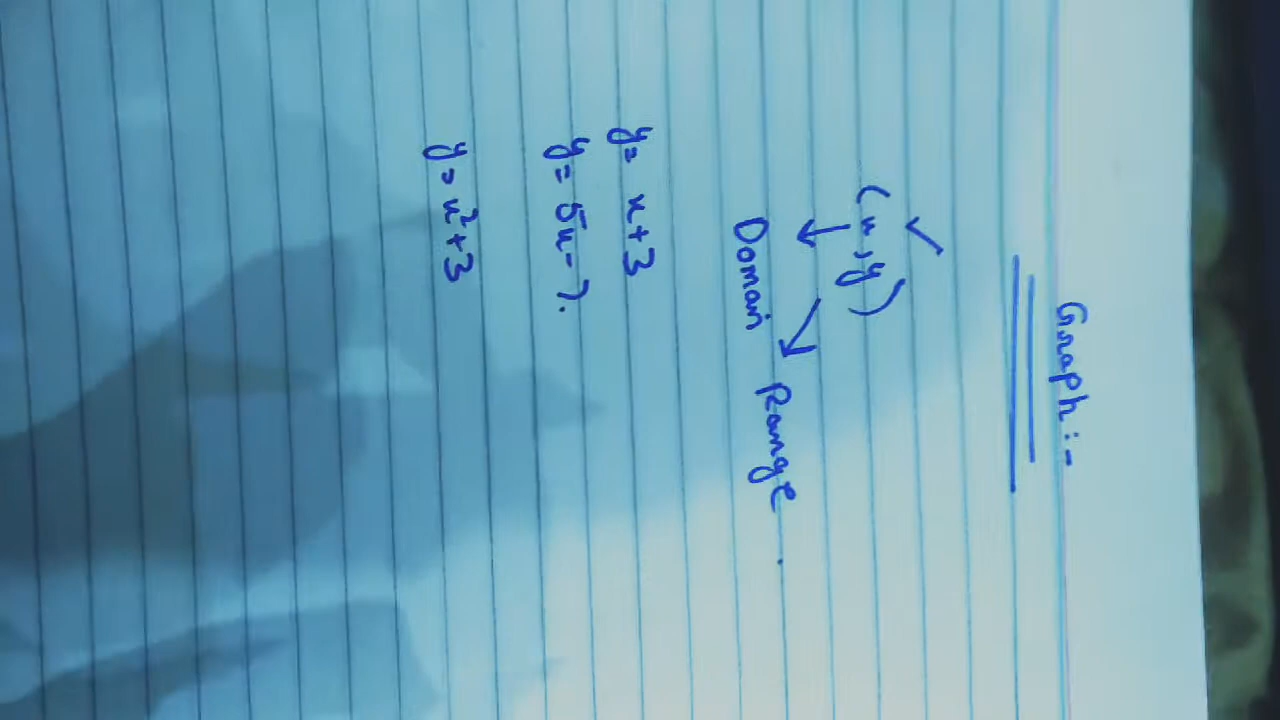 Graph :-
(x, y)
Domain Range.
y = x+3
y = 5x-7.
y = x²+3